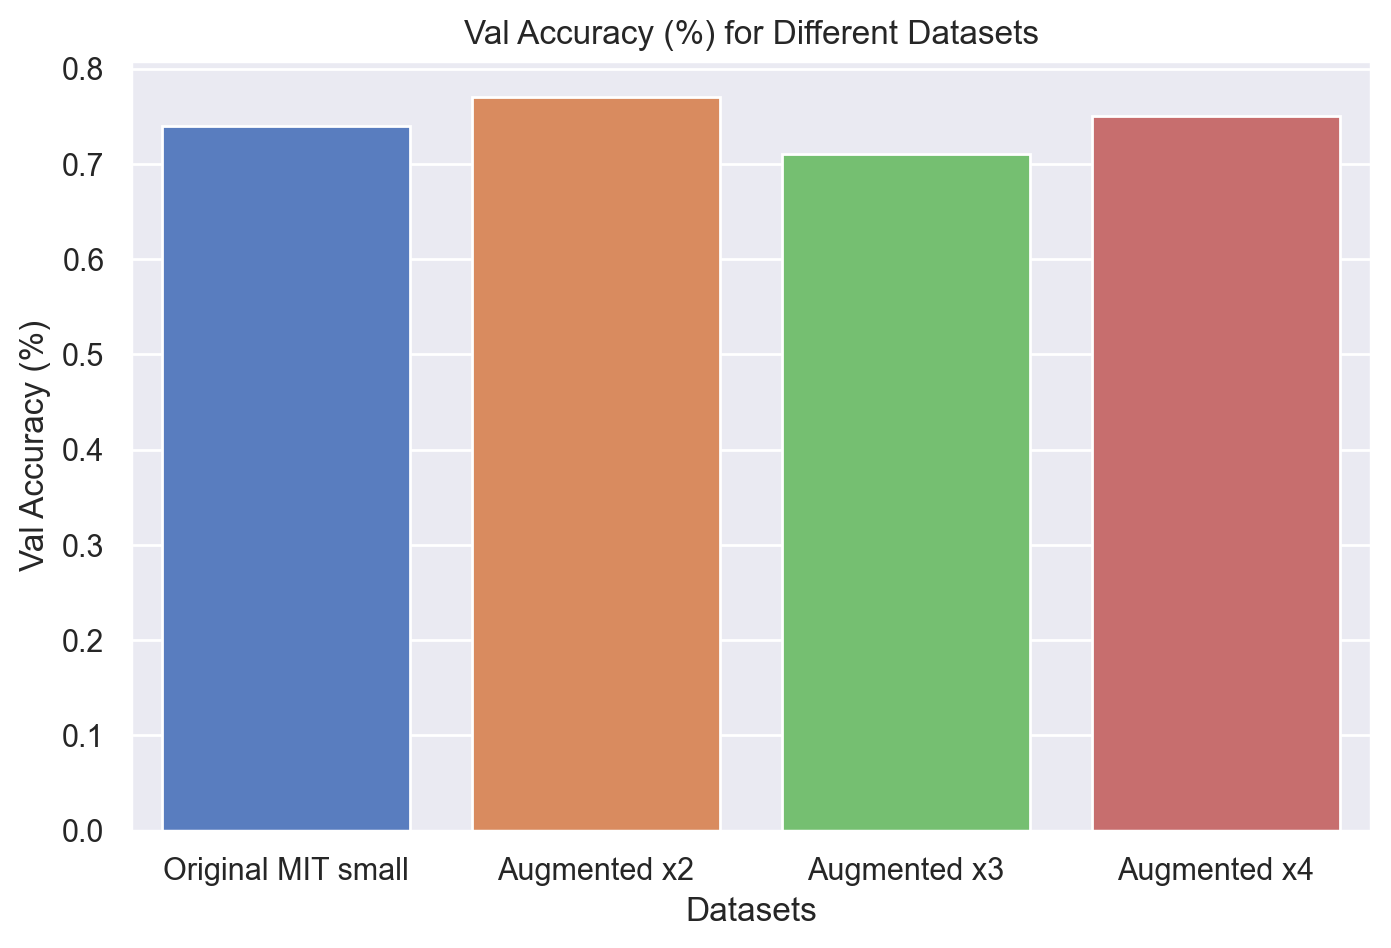 Val Accuracy (%) for Different Datasets
0.8
0.7
0.6
0.5
0.4
0.3
0.2
0.1
0.0
Val Accuracy (%)
Original MIT small
Augmented x2
Augmented x3
Augmented x4
Datasets